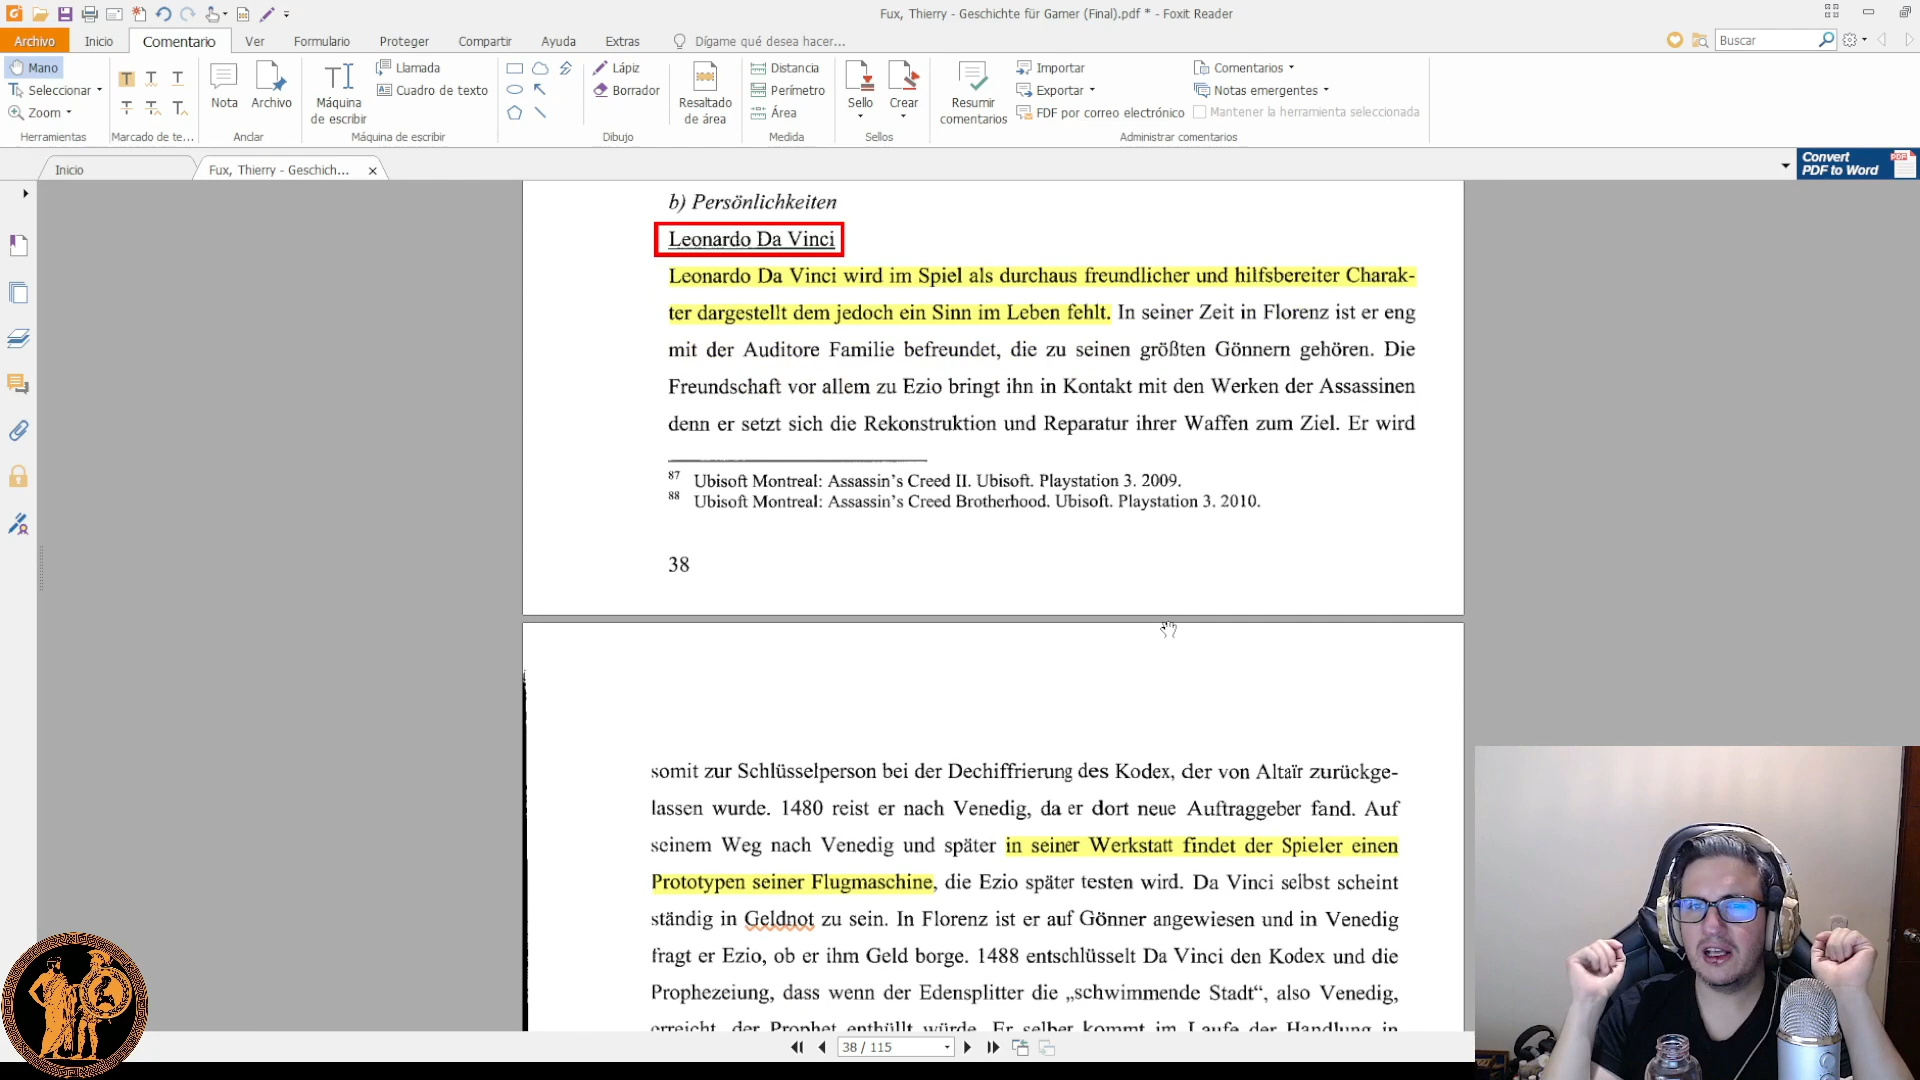 Fux, Thierry - Geschichte für Gamer (Final).pdf * - Foxit Reader
Archivo Inicio Comentario Ver Formulario Proteger Compartir Ayuda Extras Dígame qué desea hacer... Buscar
Mano
Seleccionar
Zoom
Herramientas
Marcado de te...
Nota
Archivo
Anclar
Máquina
de escribir
Llamada
Cuadro de texto
Máquina de escribir
Lápiz
Borrador
Dibujo
Resaltado
de área
Distancia
Perímetro
Área
Medida
Sello
Crear
Sellos
Resumir
comentarios
Importar
Exportar
FDF por correo electrónico
Comentarios
Notas emergentes
Mantener la herramienta seleccionada
Administrar comentarios
Inicio
Fux, Thierry - Geschich...
Convert
PDF to Word
PDF
b) Persönlichkeiten
Leonardo Da Vinci
Leonardo Da Vinci wird im Spiel als durchaus freundlicher und hilfsbereiter Charak-
ter dargestellt dem jedoch ein Sinn im Leben fehlt. In seiner Zeit in Florenz ist er eng
mit der Auditore Familie befreundet, die zu seinen größten Gönnern gehören. Die
Freundschaft vor allem zu Ezio bringt ihn in Kontakt mit den Werken der Assassinen
denn er setzt sich die Rekonstruktion und Reparatur ihrer Waffen zum Ziel. Er wird
87 Ubisoft Montreal: Assassin's Creed II. Ubisoft. Playstation 3. 2009.
88 Ubisoft Montreal: Assassin's Creed Brotherhood. Ubisoft. Playstation 3. 2010.
38
somit zur Schlüsselperson bei der Dechiffrierung des Kodex, der von Altaïr zurückge-
lassen wurde. 1480 reist er nach Venedig, da er dort neue Auftraggeber fand. Auf
seinem Weg nach Venedig und später in seiner Werkstatt findet der Spieler einen
Prototypen seiner Flugmaschine, die Ezio später testen wird. Da Vinci selbst scheint
ständig in Geldnot zu sein. In Florenz ist er auf Gönner angewiesen und in Venedig
fragt er Ezio, ob er ihm Geld borge. 1488 entschlüsselt Da Vinci den Kodex und die
Prophezeiung, dass wenn der Edensplitter die „schwimmende Stadt“, also Venedig,
erreicht, der Prophet enthüllt würde. Er selber kommt im Laufe der Handlung in
38 / 115